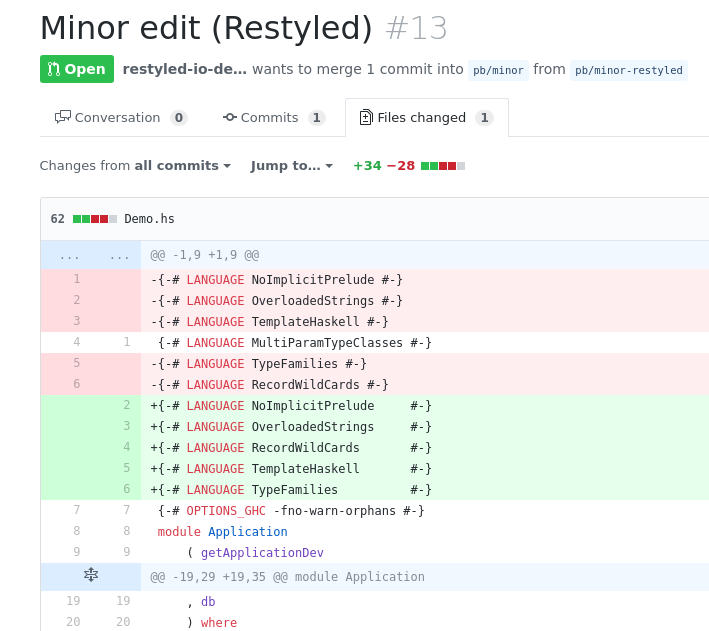 Minor edit (Restyled) #13
Open restyled-io-de… wants to merge 1 commit into pb/minor from pb/minor-restyled
Conversation 0 Commits 1 Files changed 1
Changes from all commits Jump to… +34 −28
62 Demo.hs
... ... @@ -1,9 +1,9 @@
1 -{-# LANGUAGE NoImplicitPrelude #-}
2 -{-# LANGUAGE OverloadedStrings #-}
3 -{-# LANGUAGE TemplateHaskell #-}
4 1 {-# LANGUAGE MultiParamTypeClasses #-}
5 -{-# LANGUAGE TypeFamilies #-}
6 -{-# LANGUAGE RecordWildCards #-}
2 +{-# LANGUAGE NoImplicitPrelude     #-}
3 +{-# LANGUAGE OverloadedStrings     #-}
4 +{-# LANGUAGE RecordWildCards       #-}
5 +{-# LANGUAGE TemplateHaskell       #-}
6 +{-# LANGUAGE TypeFamilies          #-}
7 7 {-# OPTIONS_GHC -fno-warn-orphans #-}
8 8 module Application
9 9     ( getApplicationDev
@@ -19,29 +19,35 @@ module Application
19 19     , db
20 20     ) where